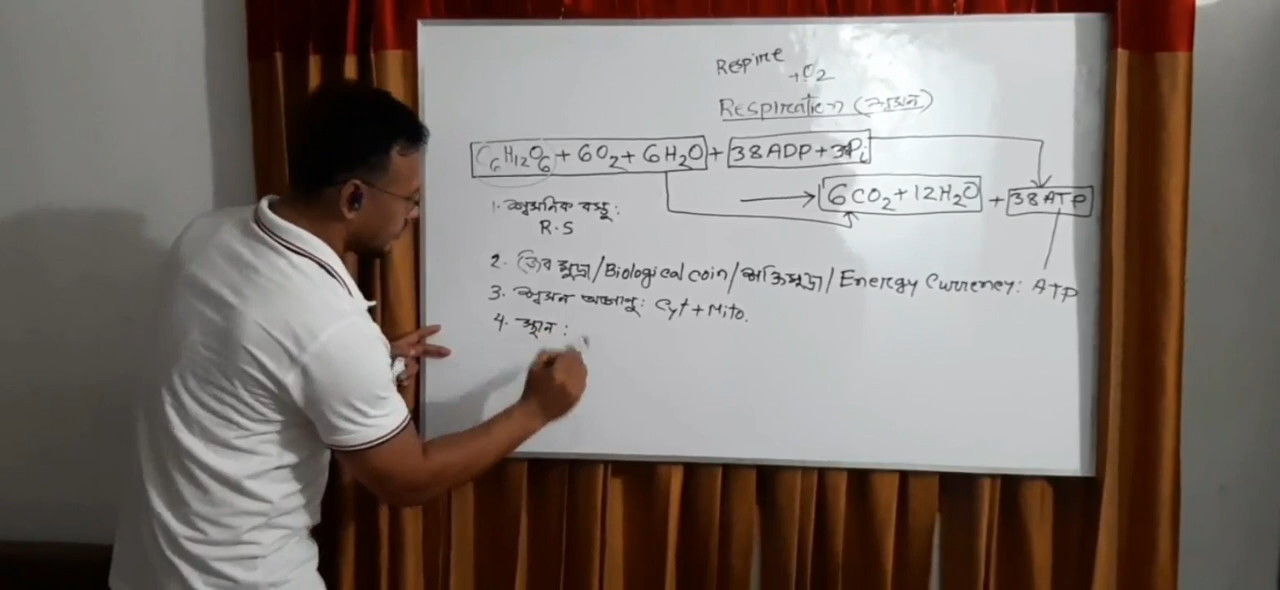 Respire
+O2
Respiration (শ্বসন)
C6H12O6 + 6O2 + 6H2O + 38ADP + 3Pi
6CO2 + 12H2O + 38ATP
1. শ্বসনিক বস্তু:
R.S
2. জৈব মুদ্রা/Biological coin/শক্তিমুদ্রা/Energy Currency: ATP
3. শ্বসন অঙ্গাণু: Cyt + Mito.
4. স্থান: